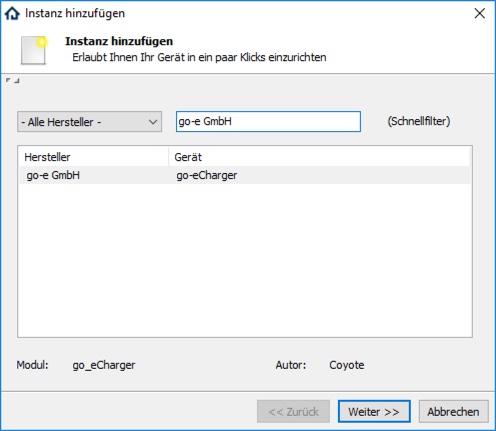 Instanz hinzufügen
Instanz hinzufügen
Erlaubt Ihnen Ihr Gerät in ein paar Klicks einzurichten
- Alle Hersteller - go-e GmbH (Schnellfilter)
Hersteller Gerät
go-e GmbH go-eCharger
Modul: go_eCharger Autor: Coyote
<< Zurück Weiter >> Abbrechen